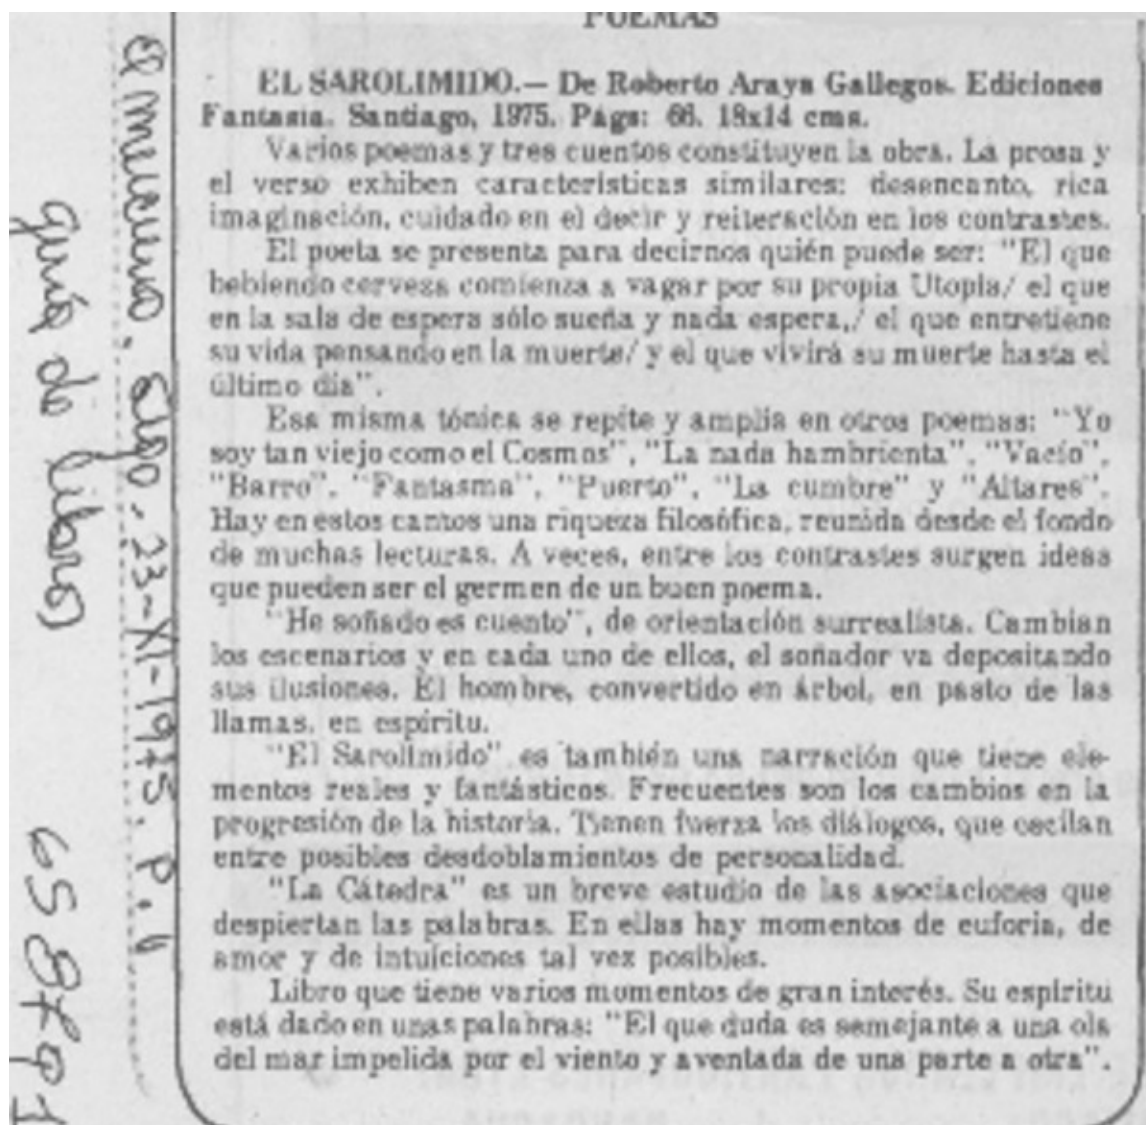 POEMAS
EL SAROLIMIDO.— De Roberto Araya Gallegos. Ediciones
Fantasía. Santiago, 1975. Págs: 66. 18x14 cms.
Varios poemas y tres cuentos constituyen la obra. La prosa y
el verso exhiben características similares: desencanto, rica
imaginación, cuidado en el decir y reiteración en los contrastes.
El poeta se presenta para decirnos quién puede ser: "El que
bebiendo cerveza comienza a vagar por su propia Utopía/ el que
en la sala de espera sólo sueña y nada espera,/ el que entretiene
su vida pensando en la muerte/ y el que vivirá su muerte hasta el
último día".
Esa misma tónica se repite y amplía en otros poemas: "Yo
soy tan viejo como el Cosmos", "La nada hambrienta", "Vacío",
"Barro", "Fantasma", "Puerto", "La cumbre" y "Altares".
Hay en estos cantos una riqueza filosófica, reunida desde el fondo
de muchas lecturas. A veces, entre los contrastes surgen ideas
que pueden ser el germen de un buen poema.
"He soñado es cuento", de orientación surrealista. Cambian
los escenarios y en cada uno de ellos, el soñador va depositando
sus ilusiones. El hombre, convertido en árbol, en pasto de las
llamas, en espíritu.
"El Sarolimido" es también una narración que tiene ele-
mentos reales y fantásticos. Frecuentes son los cambios en la
progresión de la historia. Tienen fuerza los diálogos, que oscilan
entre posibles desdoblamientos de personalidad.
"La Cátedra" es un breve estudio de las asociaciones que
despiertan las palabras. En ellas hay momentos de euforia, de
amor y de intuiciones tal vez posibles.
Libro que tiene varios momentos de gran interés. Su espíritu
está dado en unas palabras: "El que duda es semejante a una ola
del mar impelida por el viento y aventada de una parte a otra".
El Mercurio. Stgo. 23-XI-1975. P.
guía de libros